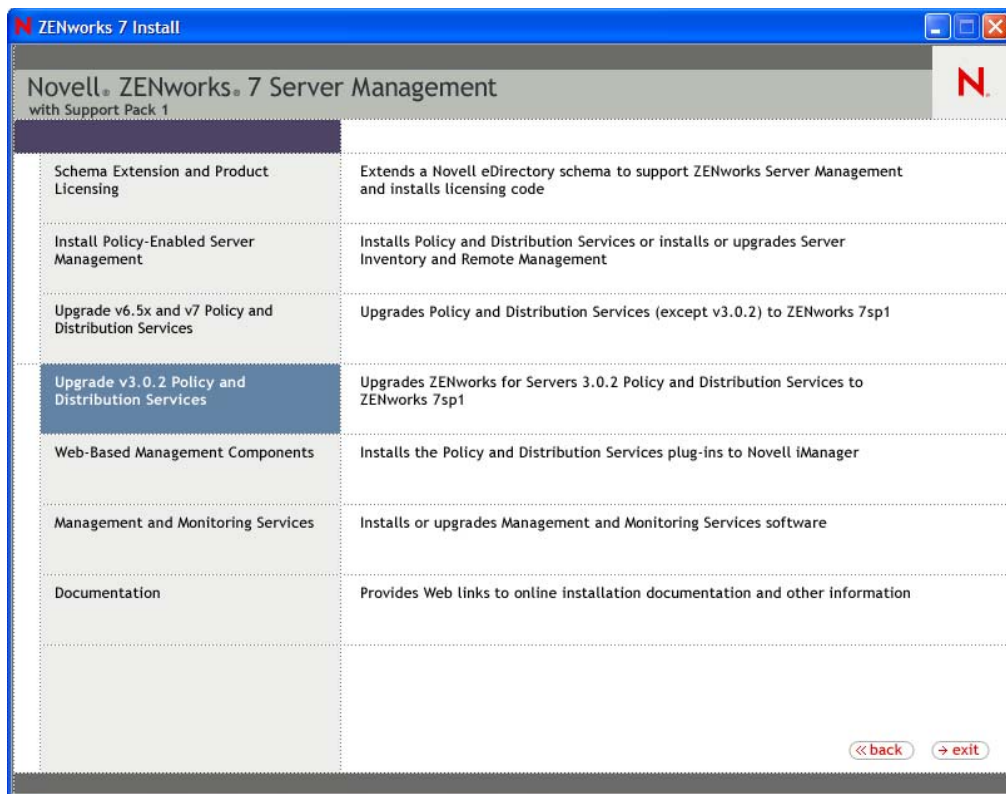 N ZENworks 7 Install
Novell® ZENworks® 7 Server Management
with Support Pack 1
N®
Schema Extension and Product
Licensing
Extends a Novell eDirectory schema to support ZENworks Server Management
and installs licensing code
Install Policy-Enabled Server
Management
Installs Policy and Distribution Services or installs or upgrades Server
Inventory and Remote Management
Upgrade v6.5x and v7 Policy and
Distribution Services
Upgrades Policy and Distribution Services (except v3.0.2) to ZENworks 7sp1
Upgrade v3.0.2 Policy and
Distribution Services
Upgrades ZENworks for Servers 3.0.2 Policy and Distribution Services to
ZENworks 7sp1
Web-Based Management Components
Installs the Policy and Distribution Services plug-ins to Novell iManager
Management and Monitoring Services
Installs or upgrades Management and Monitoring Services software
Documentation
Provides Web links to online installation documentation and other information
« back
→ exit